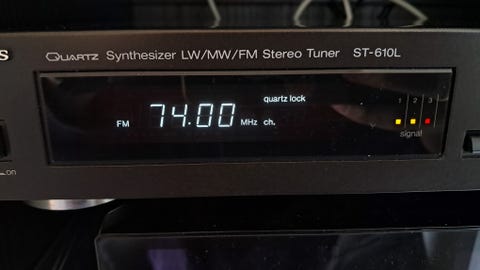 S QUARTZ Synthesizer LW/MW/FM Stereo Tuner ST-610L
quartz lock
FM 74.00 MHz ch.
1 2 3
signal
on